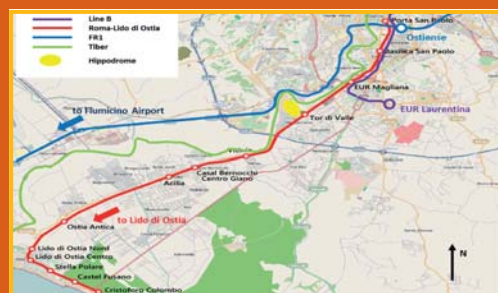 Line B
Roma-Lido di Ostia
FR1
Tiber
Hippodrome
Porta San Paolo
Ostiense
Basilica San Paolo
EUR Magliana
EUR Laurentina
to Fiumicino Airport
Tor di Valle
Vitinia
Casal Bernocchi
Centro Giano
Acilia
to Lido di Ostia
Ostia Antica
Lido di Ostia Nord
Lido di Ostia Centro
Stella Polare
Castel Fusano
Cristoforo Colombo
N